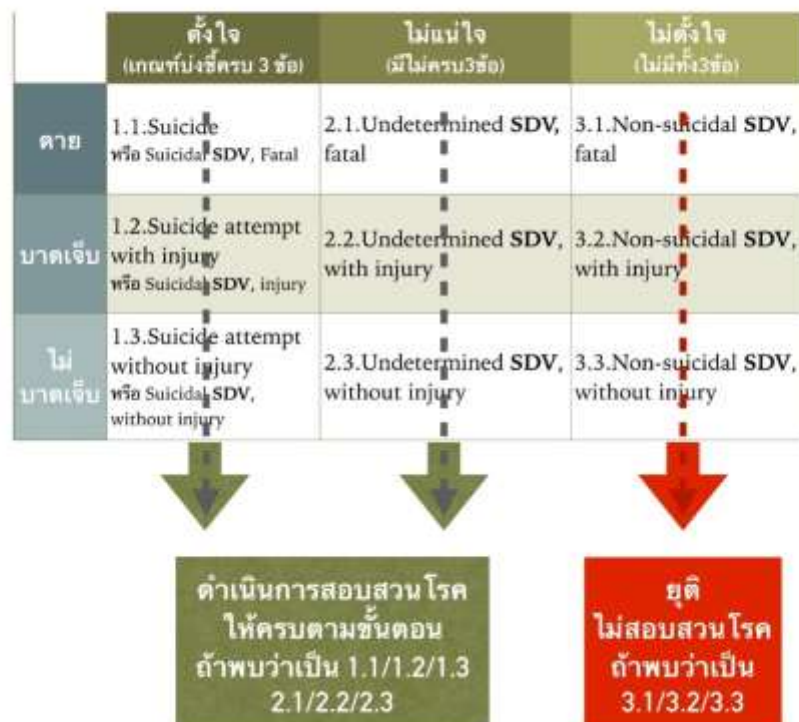 ตั้งใจ
(เกณฑ์บ่งชี้ครบ 3 ข้อ)
ไม่แน่ใจ
(มีไม่ครบ3ข้อ)
ไม่ตั้งใจ
(ไม่มีทั้ง3ข้อ)
ตาย
1.1.Suicide
หรือ Suicidal SDV, Fatal
2.1.Undetermined SDV,
fatal
3.1.Non-suicidal SDV,
fatal
บาดเจ็บ
1.2.Suicide attempt
with injury
หรือ Suicidal SDV, injury
2.2.Undetermined SDV,
with injury
3.2.Non-suicidal SDV,
with injury
ไม่
บาดเจ็บ
1.3.Suicide attempt
without injury
หรือ Suicidal SDV,
without injury
2.3.Undetermined SDV,
without injury
3.3.Non-suicidal SDV,
without injury
ดำเนินการสอบสวนโรค
ให้ครบตามขั้นตอน
ถ้าพบว่าเป็น 1.1/1.2/1.3
2.1/2.2/2.3
ยุติ
ไม่สอบสวนโรค
ถ้าพบว่าเป็น
3.1/3.2/3.3